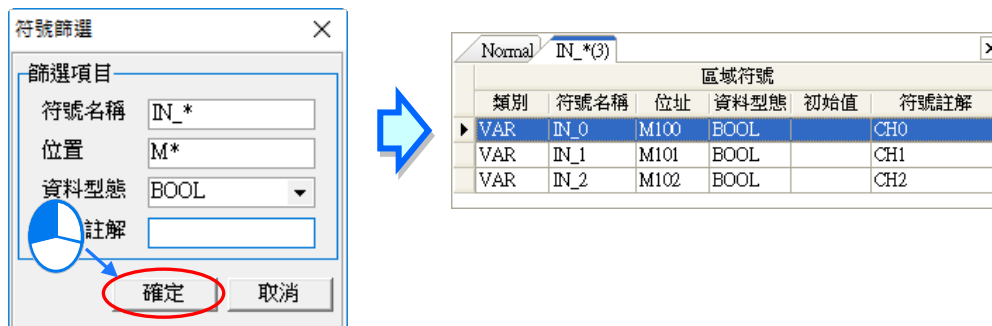 符號篩選
篩選項目
符號名稱 IN_*
位置 M*
資料型態 BOOL
註解
確定 取消
Normal IN_*(3)
區域符號
類別 符號名稱 位址 資料型態 初始值 符號註解
VAR IN_0 M100 BOOL CH0
VAR IN_1 M101 BOOL CH1
VAR IN_2 M102 BOOL CH2